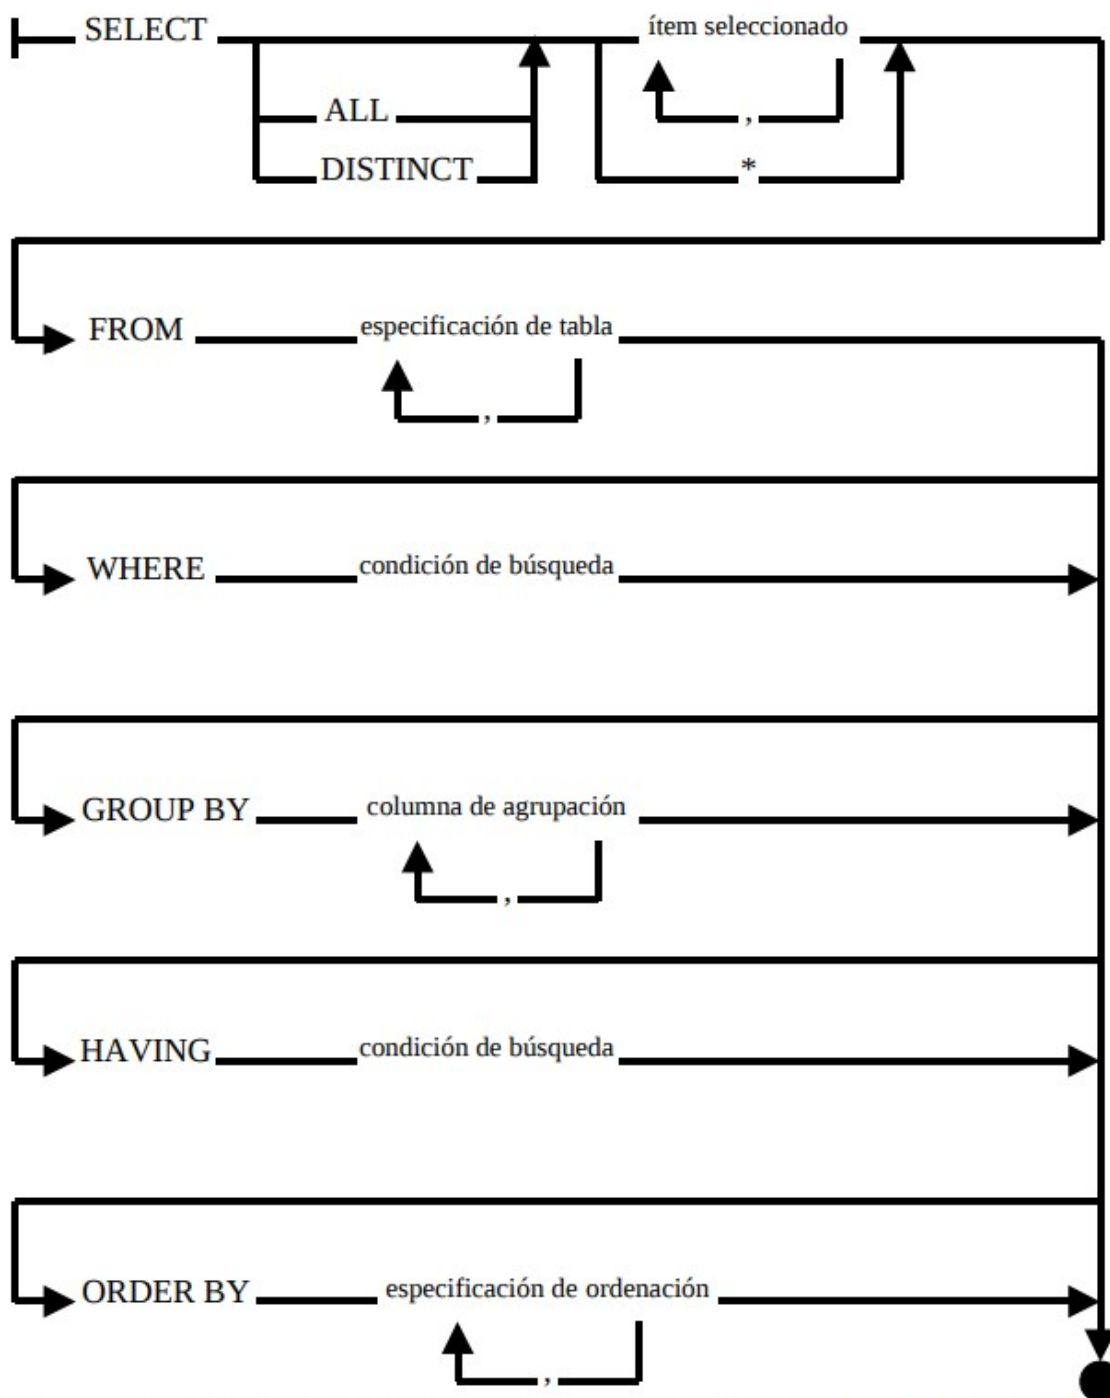 SELECT ítem seleccionado
ALL ,
DISTINCT *
FROM especificación de tabla
,
WHERE condición de búsqueda
GROUP BY columna de agrupación
,
HAVING condición de búsqueda
ORDER BY especificación de ordenación
,